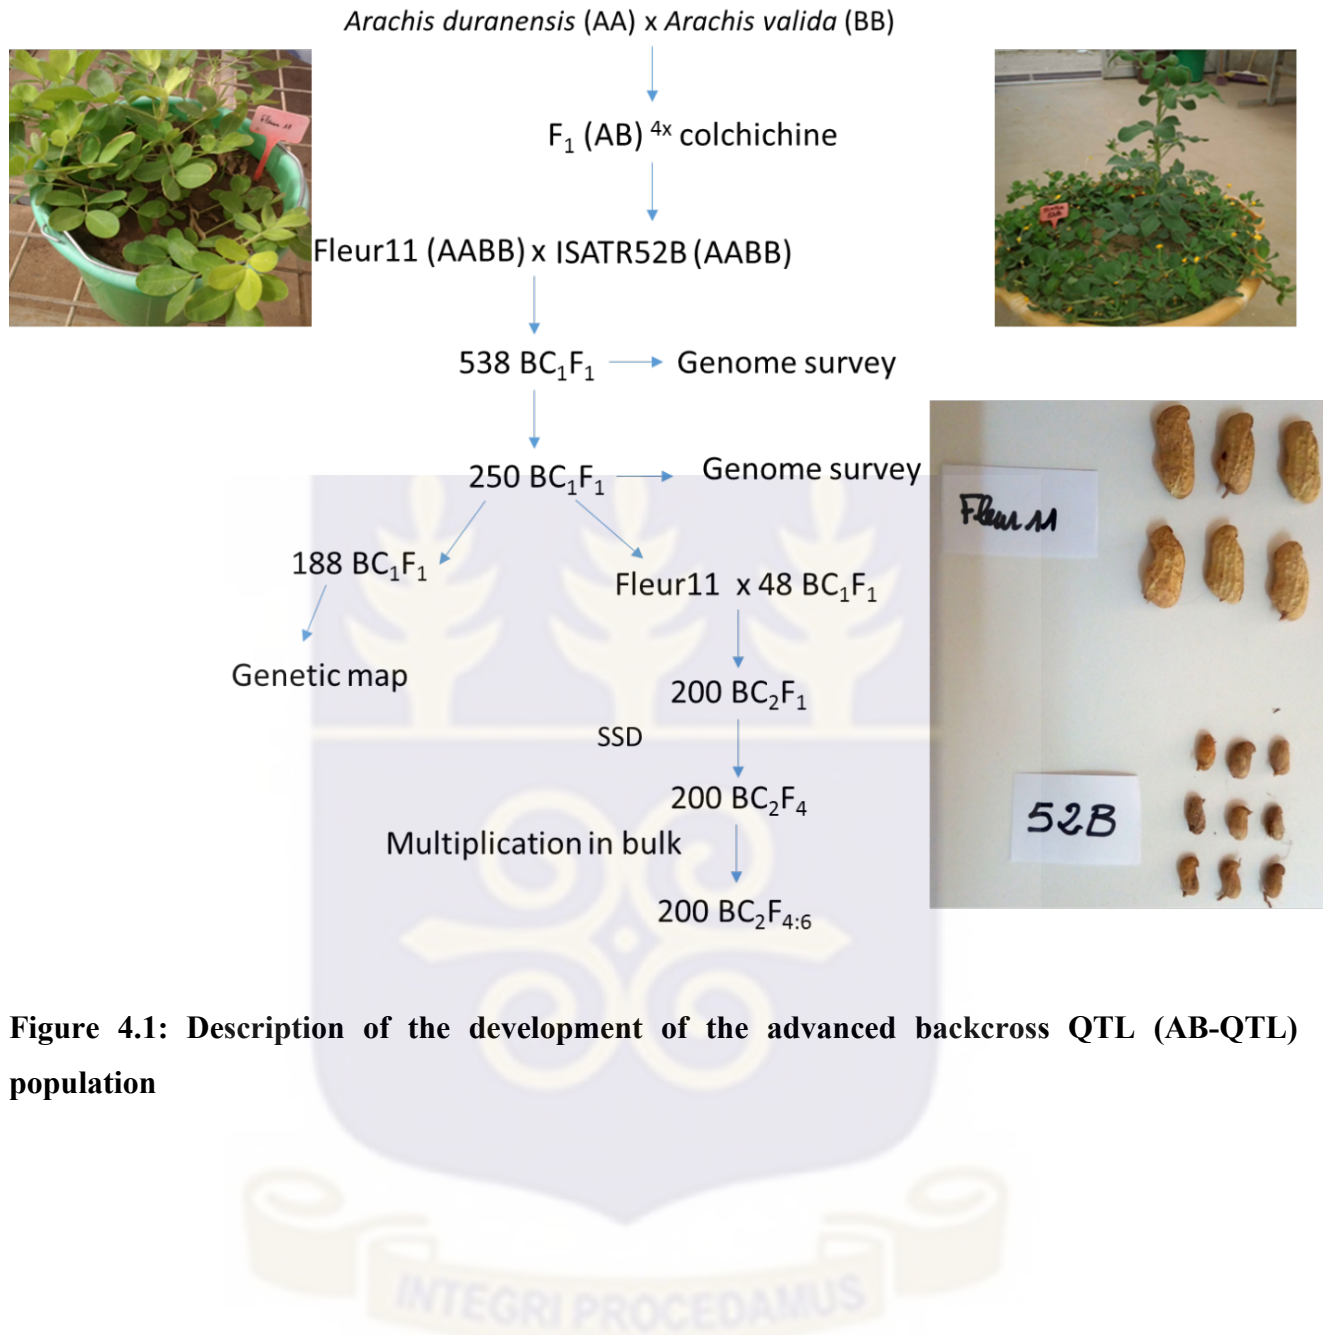 Arachis duranensis (AA) x Arachis valida (BB)
F₁ (AB) ⁴ˣ colchichine
Fleur 11
Fleur11 (AABB) x ISATR52B (AABB)
538 BC₁F₁
Genome survey
250 BC₁F₁
Genome survey
188 BC₁F₁
Fleur11 x 48 BC₁F₁
Genetic map
200 BC₂F₁
SSD
200 BC₂F₄
Multiplication in bulk
200 BC₂F₄:₆
Fleur 11
52B
Figure 4.1: Description of the development of the advanced backcross QTL (AB-QTL)
population
INTEGRI PROCEDAMUS